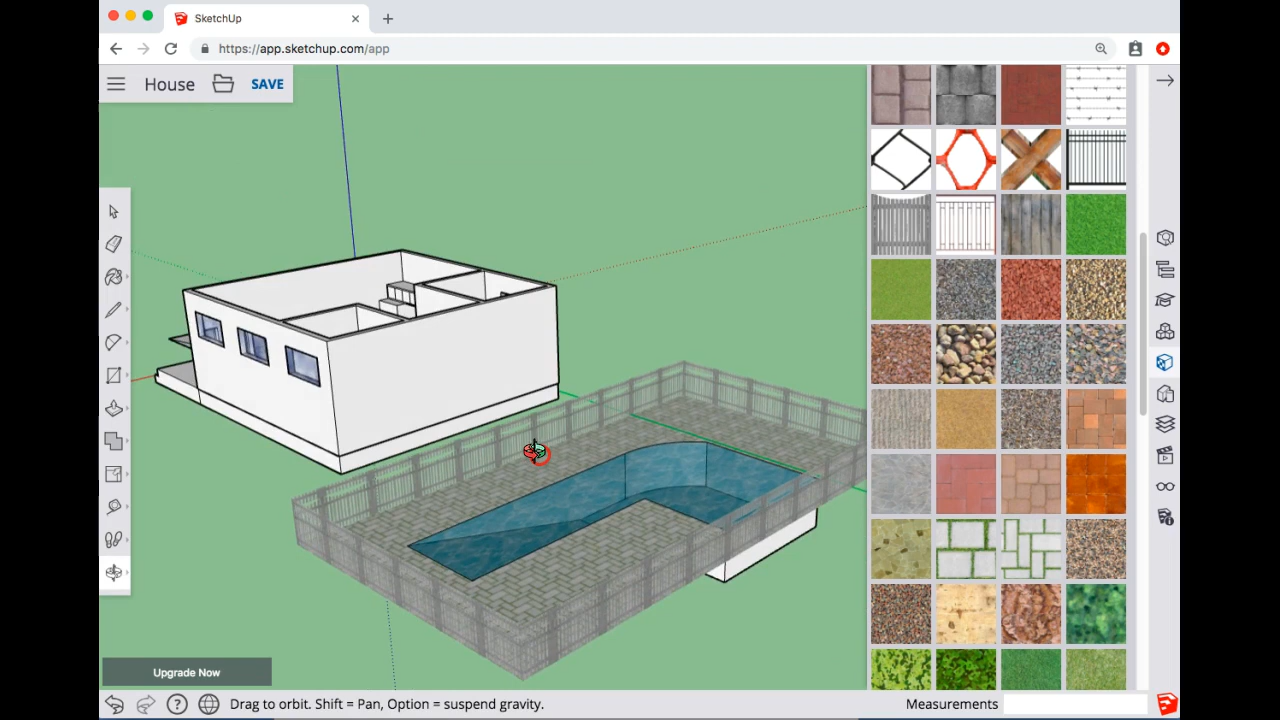 SketchUp
https://app.sketchup.com/app
House
SAVE
Upgrade Now
Drag to orbit. Shift = Pan, Option = suspend gravity.
Measurements